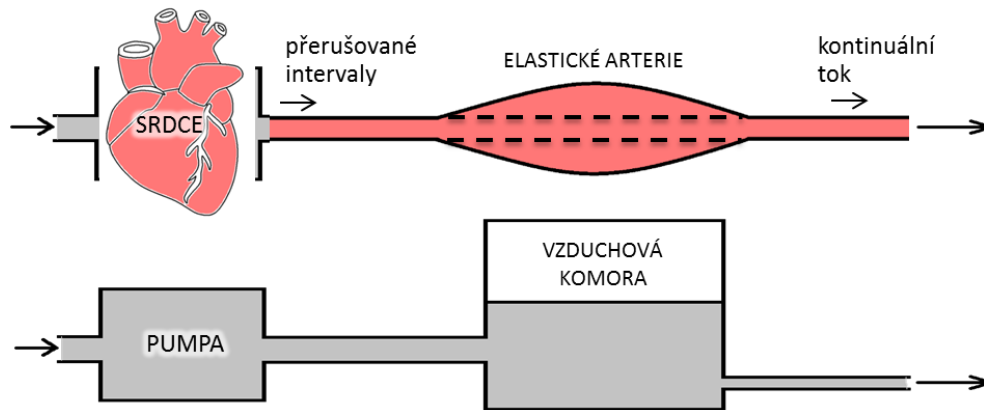 přerušované
intervaly
ELASTICKÉ ARTERIE
kontinuální
tok
SRDCE
VZDUCHOVÁ
KOMORA
PUMPA